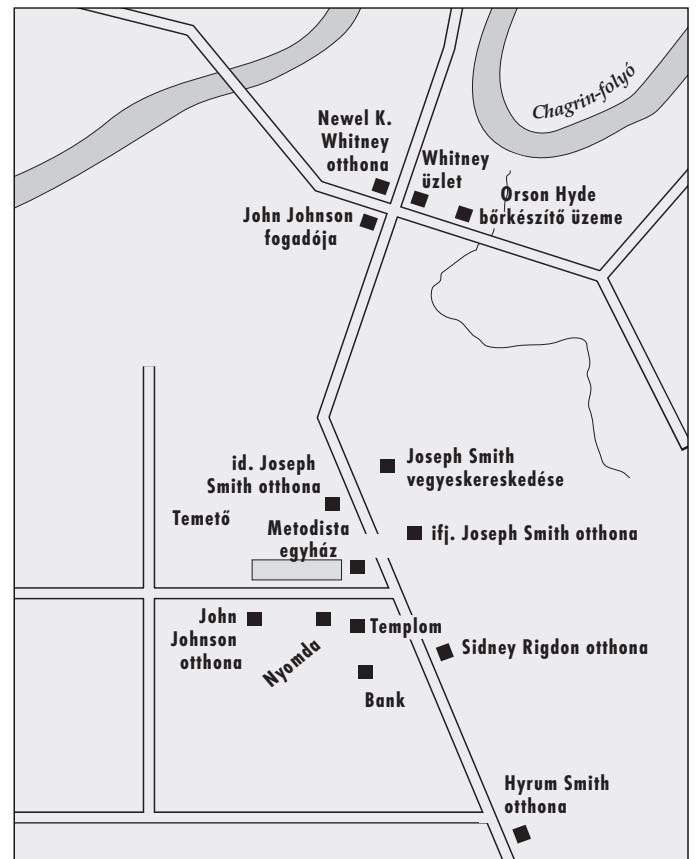 Chagrin-folyó
Newel K.
Whitney
otthona
Whitney
üzlet
Orson Hyde
bőrkészítő üzeme
John Johnson
fogadója
id. Joseph
Smith otthona
Joseph Smith
vegyeskereskedése
Temető
Metodista
egyház
ifj. Joseph Smith otthona
John
Johnson
otthona
Nyomda
Templom
Sidney Rigdon otthona
Bank
Hyrum Smith
otthona